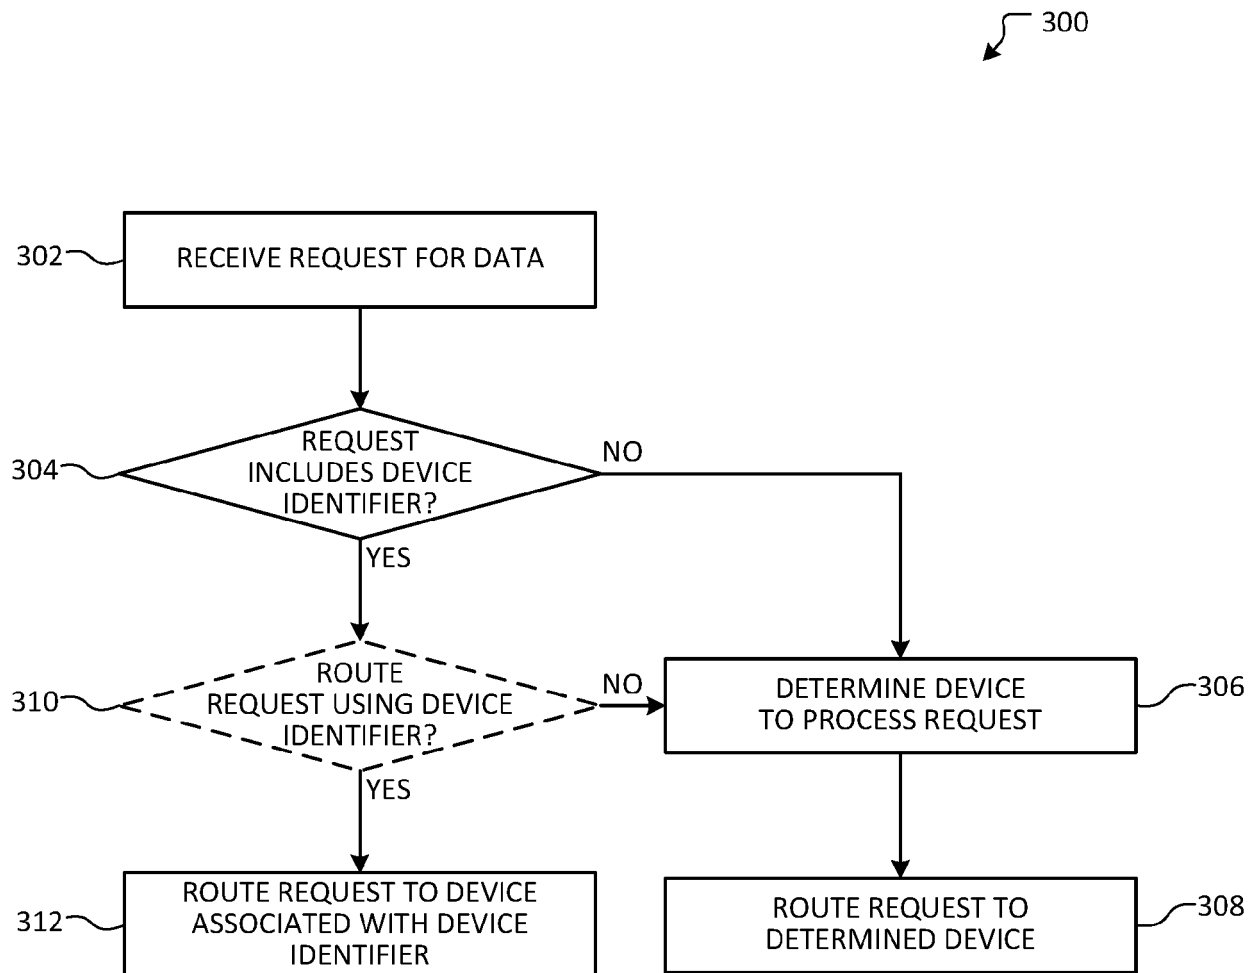 300
302
RECEIVE REQUEST FOR DATA
304
REQUEST
INCLUDES DEVICE
IDENTIFIER?
NO
YES
310
ROUTE
REQUEST USING DEVICE
IDENTIFIER?
NO
YES
DETERMINE DEVICE
TO PROCESS REQUEST
306
312
ROUTE REQUEST TO DEVICE
ASSOCIATED WITH DEVICE
IDENTIFIER
ROUTE REQUEST TO
DETERMINED DEVICE
308